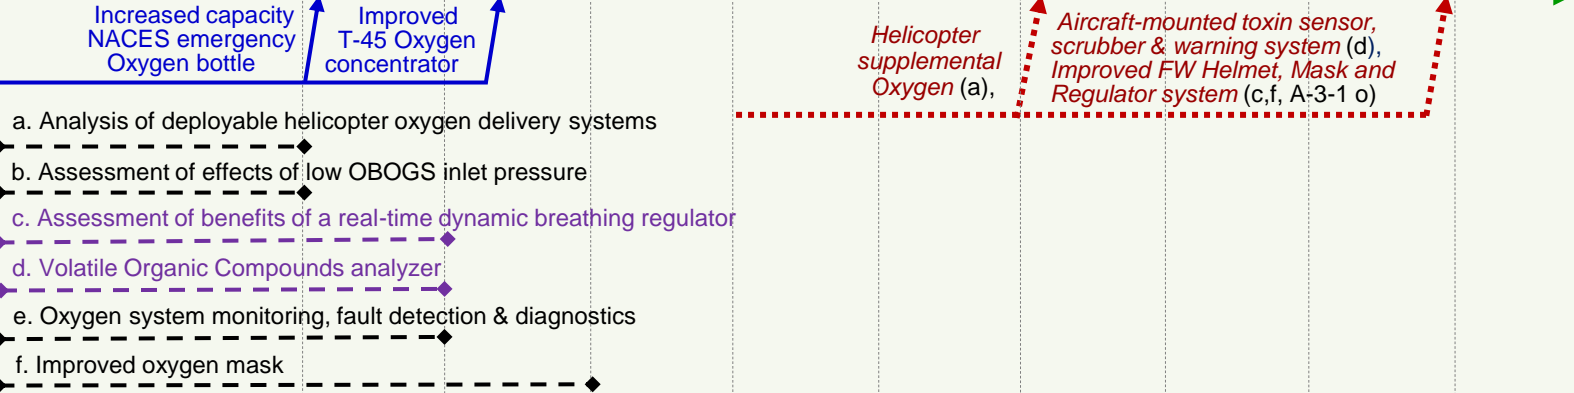 Increased capacity
NACES emergency
Oxygen bottle
Improved
T-45 Oxygen
concentrator
Helicopter
supplemental
Oxygen (a),
Aircraft-mounted toxin sensor,
scrubber & warning system (d),
Improved FW Helmet, Mask and
Regulator system (c,f, A-3-1 o)
a. Analysis of deployable helicopter oxygen delivery systems
b. Assessment of effects of low OBOGS inlet pressure
c. Assessment of benefits of a real-time dynamic breathing regulator
d. Volatile Organic Compounds analyzer
e. Oxygen system monitoring, fault detection & diagnostics
f. Improved oxygen mask